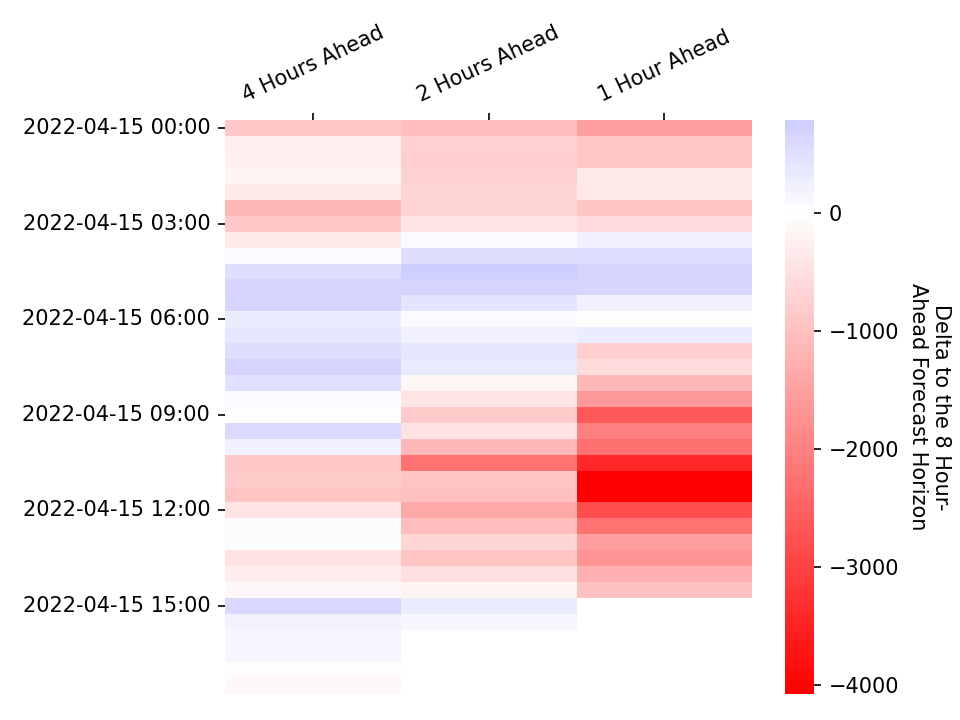 4 Hours Ahead
2 Hours Ahead
1 Hour Ahead
2022-04-15 00:00
2022-04-15 03:00
2022-04-15 06:00
2022-04-15 09:00
2022-04-15 12:00
2022-04-15 15:00
0
−1000
−2000
−3000
−4000
Delta to the 8 Hour-
Ahead Forecast Horizon